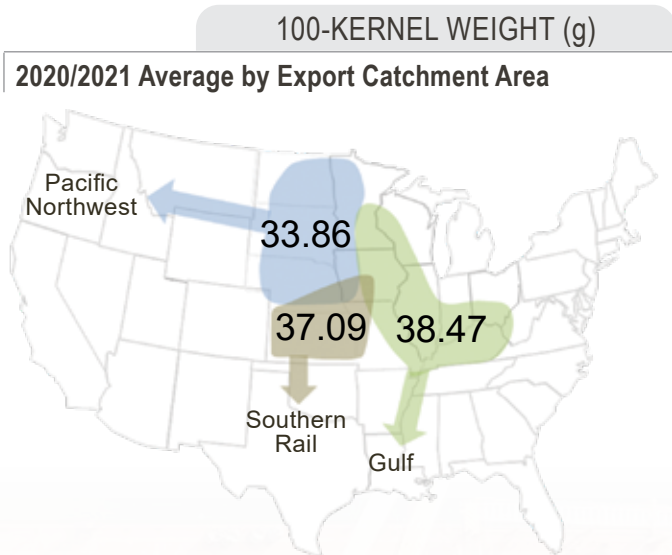 100-KERNEL WEIGHT (g)
2020/2021 Average by Export Catchment Area
Pacific
Northwest
33.86
37.09
38.47
Southern
Rail
Gulf